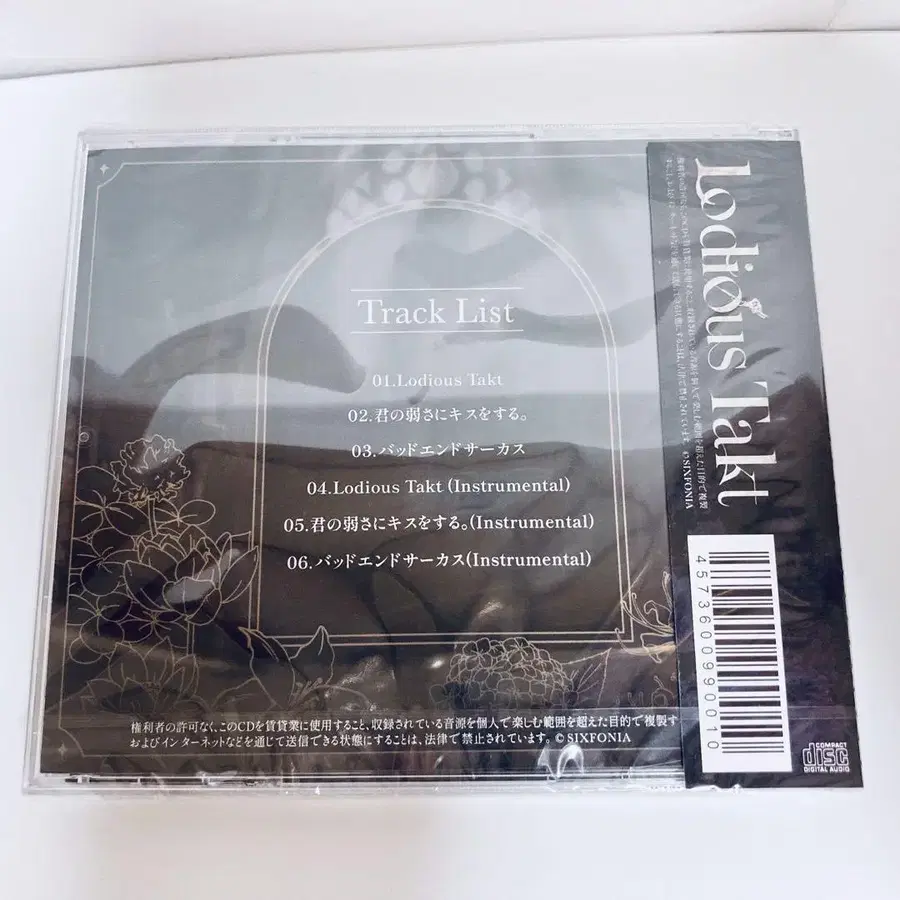 Track List
01.Lodious Takt
02.君の弱さにキスをする。
03.バッドエンドサーカス
04.Lodious Takt (Instrumental)
05.君の弱さにキスをする。(Instrumental)
06.バッドエンドサーカス(Instrumental)
権利者の許可なく、このCDを賃貸業に使用すること、収録されている音源を個人で楽しむ範囲を超えた目的で複製す
およびインターネットなどを通じて送信できる状態にすることは、法律で禁止されています。©SIXFONIA
Lodious Takt
SIXFONIA
4573600990010
COMPACT
disc
DIGITAL AUDIO